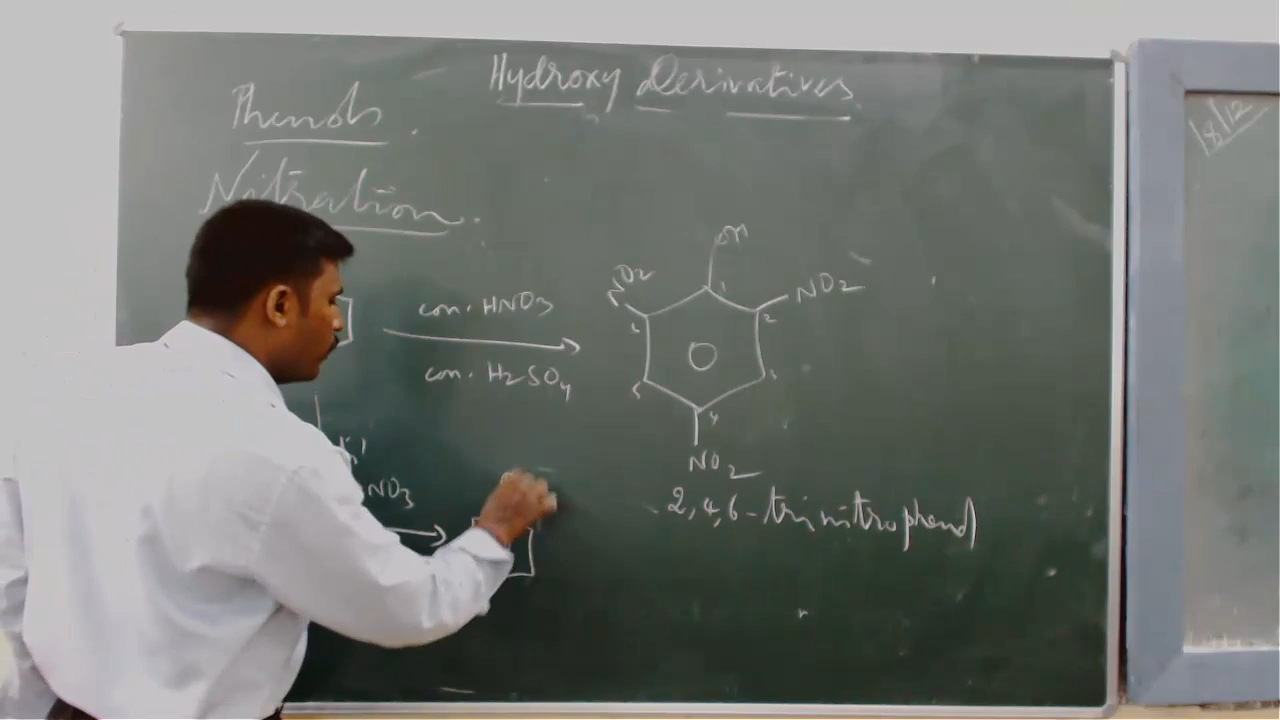 Hydroxy Derivatives
Phenols.
Nitration.
18/12
OH
NO2
1
NO2
con. HNO3
6
2
con. H2SO4
5
3
4
NO2
NO3
2,4,6-trinitrophenol